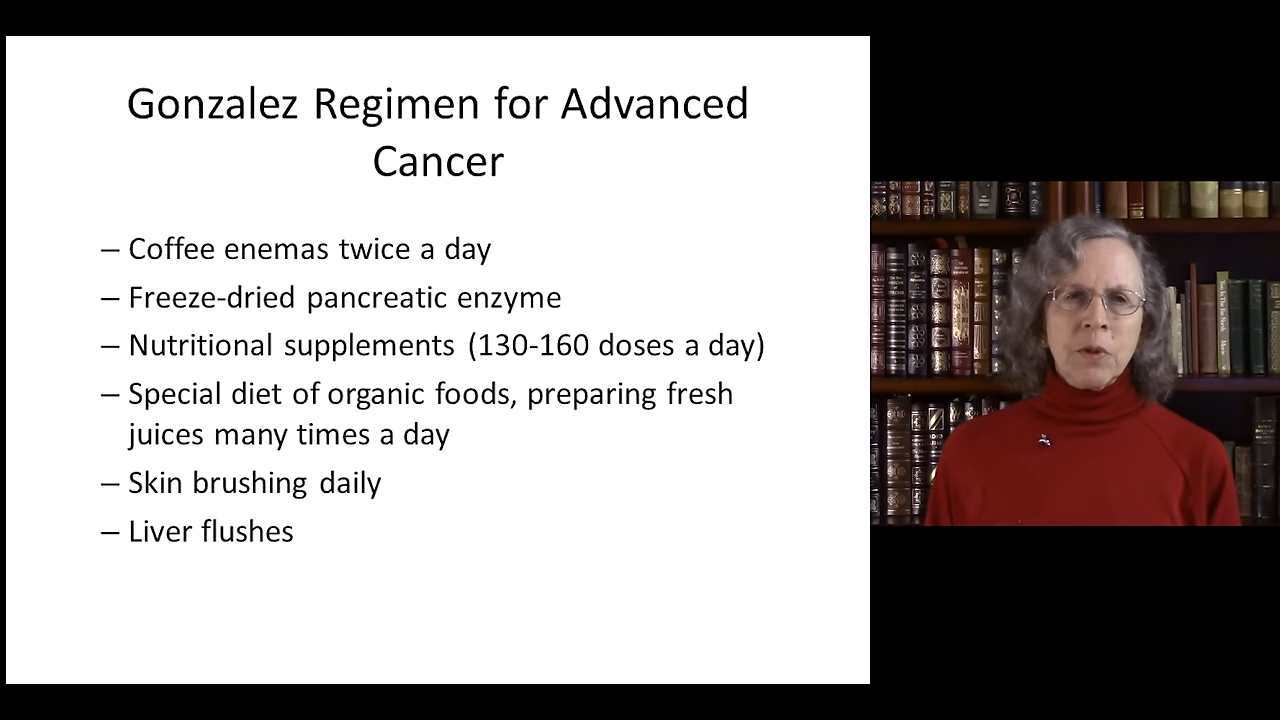 Gonzalez Regimen for Advanced
Cancer
– Coffee enemas twice a day
– Freeze-dried pancreatic enzyme
– Nutritional supplements (130-160 doses a day)
– Special diet of organic foods, preparing fresh
juices many times a day
– Skin brushing daily
– Liver flushes